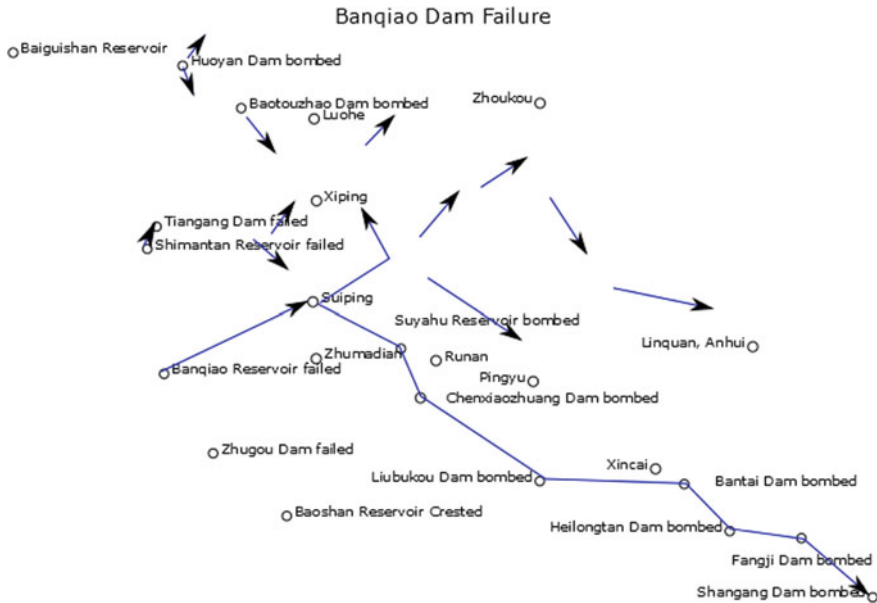 Banqiao Dam Failure
Baiguishan Reservoir
Huoyan Dam bombed
Baotouzhao Dam bombed
Luohe
Zhoukou
Xiping
Tiangang Dam failed
Shimantan Reservoir failed
Suiping
Suyahu Reservoir bombed
Linquan, Anhui
Zhumadian
Runan
Banqiao Reservoir failed
Pingyu
Chenxiaozhuang Dam bombed
Zhugou Dam failed
Xincai
Liubukou Dam bombed
Bantai Dam bombed
Baoshan Reservoir Crested
Heilongtan Dam bombed
Fangji Dam bombed
Shangang Dam bombed